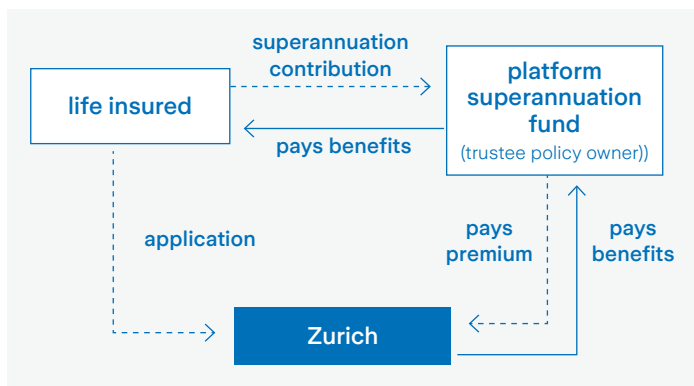 superannuation
contribution
life insured
platform
superannuation
fund
(trustee policy owner))
pays benefits
application
pays
premium
pays
benefits
Zurich